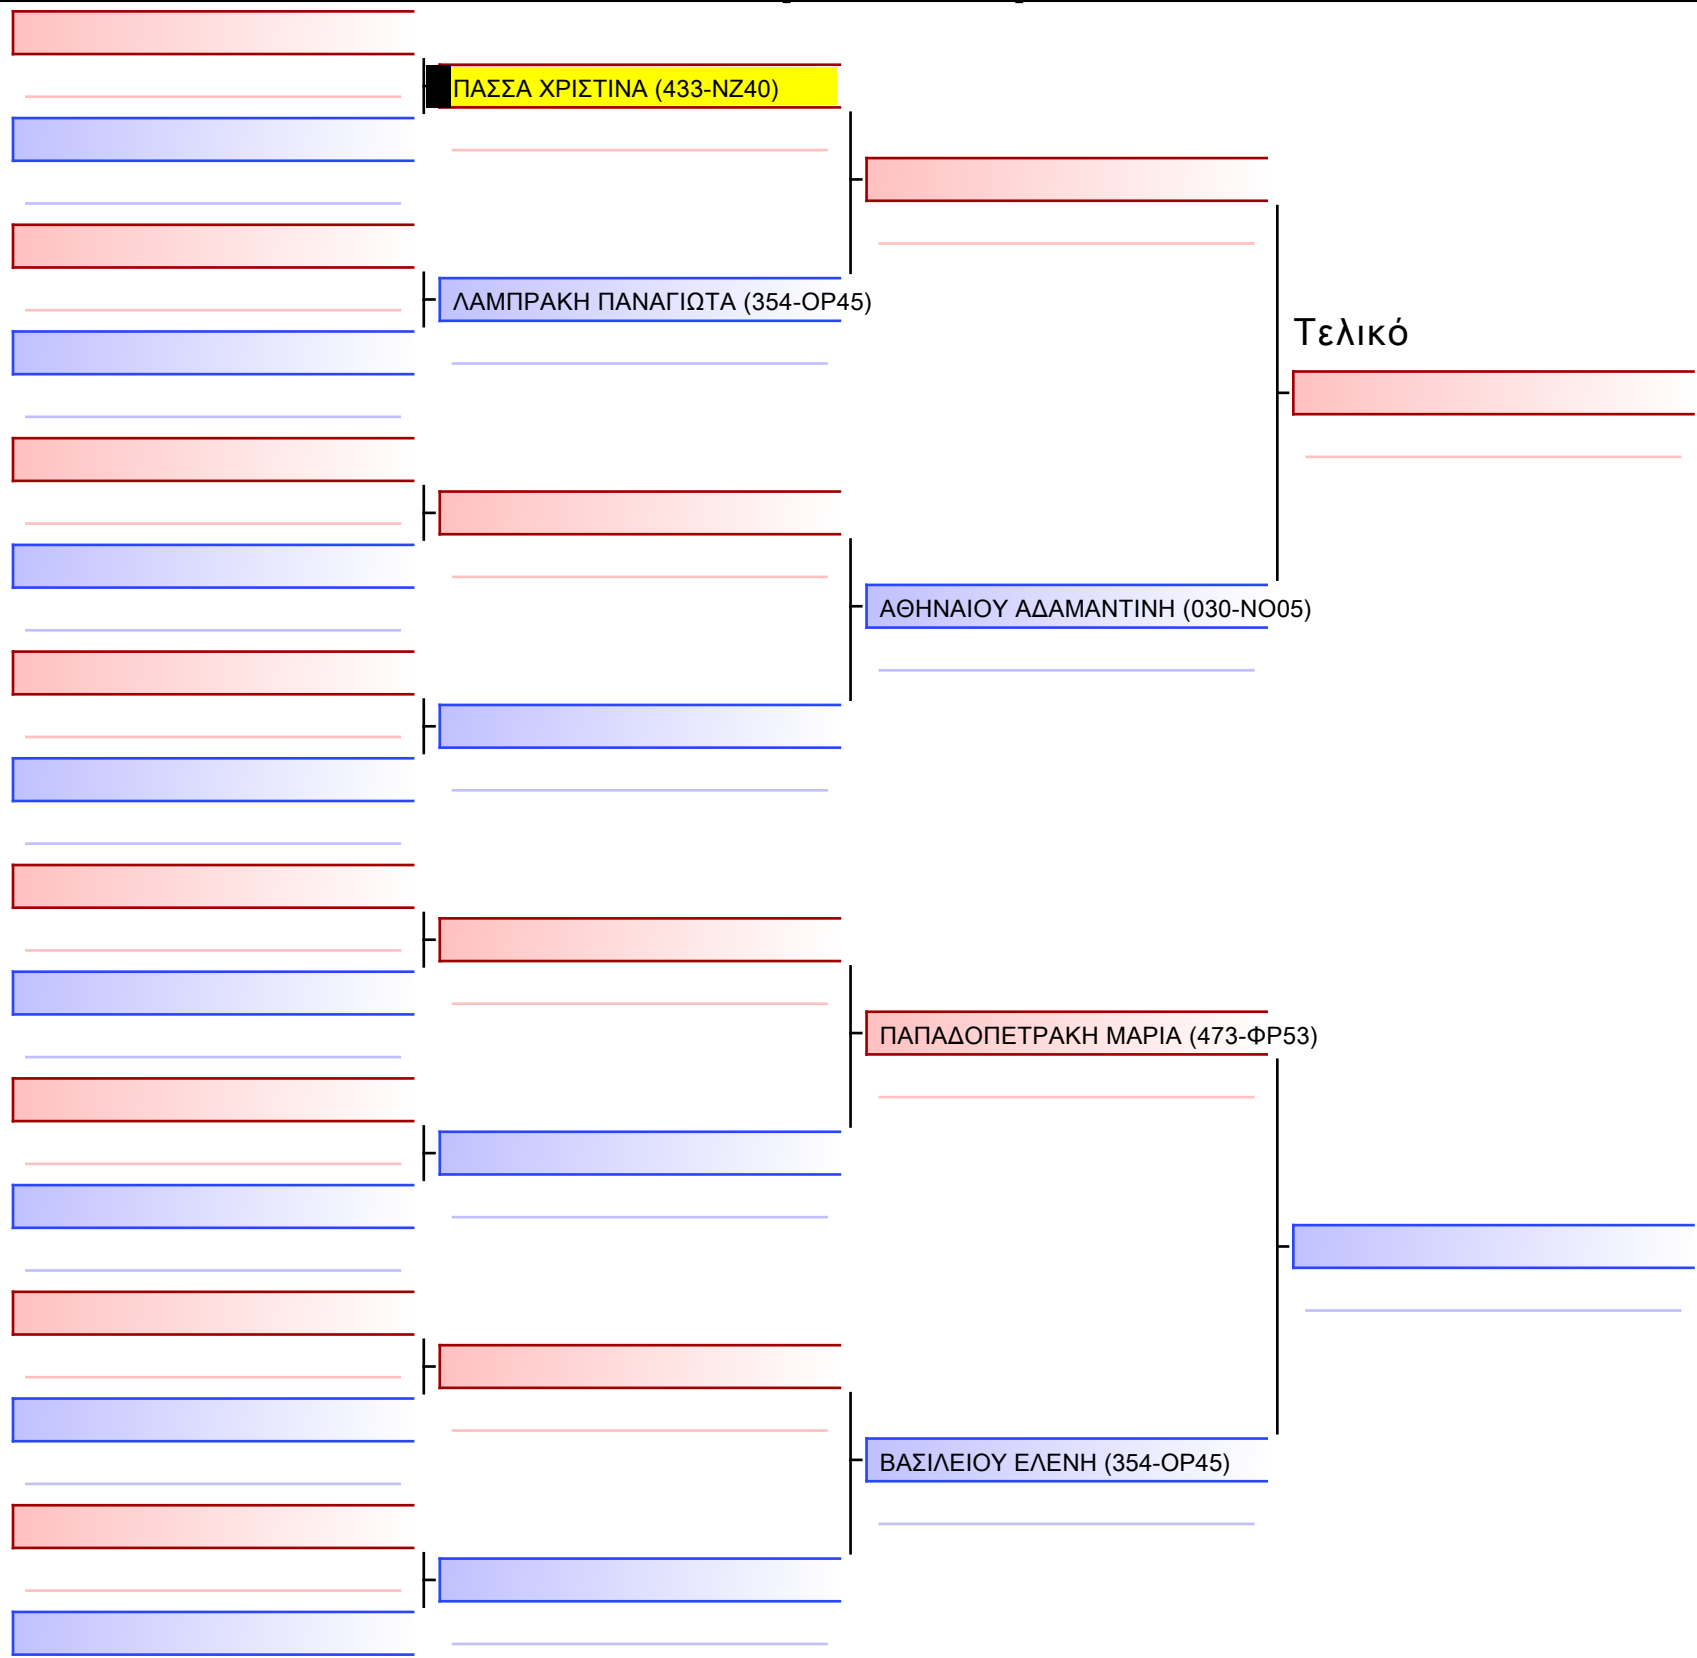 ΠΑΣΣΑ ΧΡΙΣΤΙΝΑ (433-ΝΖ40)
ΛΑΜΠΡΑΚΗ ΠΑΝΑΓΙΩΤΑ (354-ΟΡ45)
Τελικό
ΑΘΗΝΑΙΟΥ ΑΔΑΜΑΝΤΙΝΗ (030-ΝΟ05)
ΠΑΠΑΔΟΠΕΤΡΑΚΗ ΜΑΡΙΑ (473-ΦΡ53)
ΒΑΣΙΛΕΙΟΥ ΕΛΕΝΗ (354-ΟΡ45)